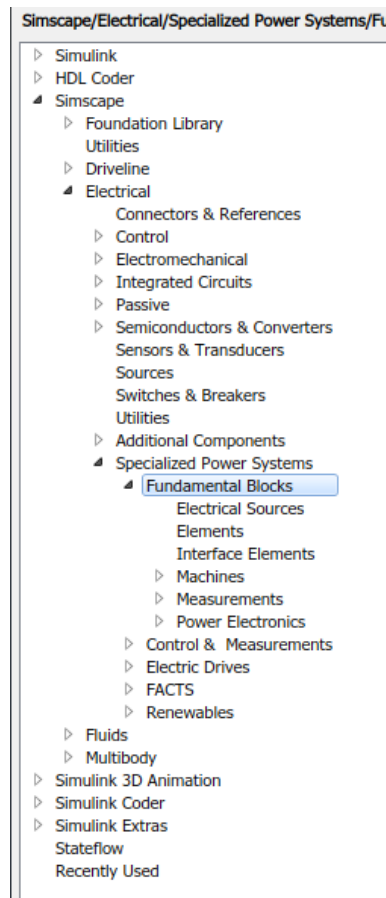 Simscape/Electrical/Specialized Power Systems/Fu
Simulink
HDL Coder
Simscape
Foundation Library
Utilities
Driveline
Electrical
Connectors & References
Control
Electromechanical
Integrated Circuits
Passive
Semiconductors & Converters
Sensors & Transducers
Sources
Switches & Breakers
Utilities
Additional Components
Specialized Power Systems
Fundamental Blocks
Electrical Sources
Elements
Interface Elements
Machines
Measurements
Power Electronics
Control & Measurements
Electric Drives
FACTS
Renewables
Fluids
Multibody
Simulink 3D Animation
Simulink Coder
Simulink Extras
Stateflow
Recently Used